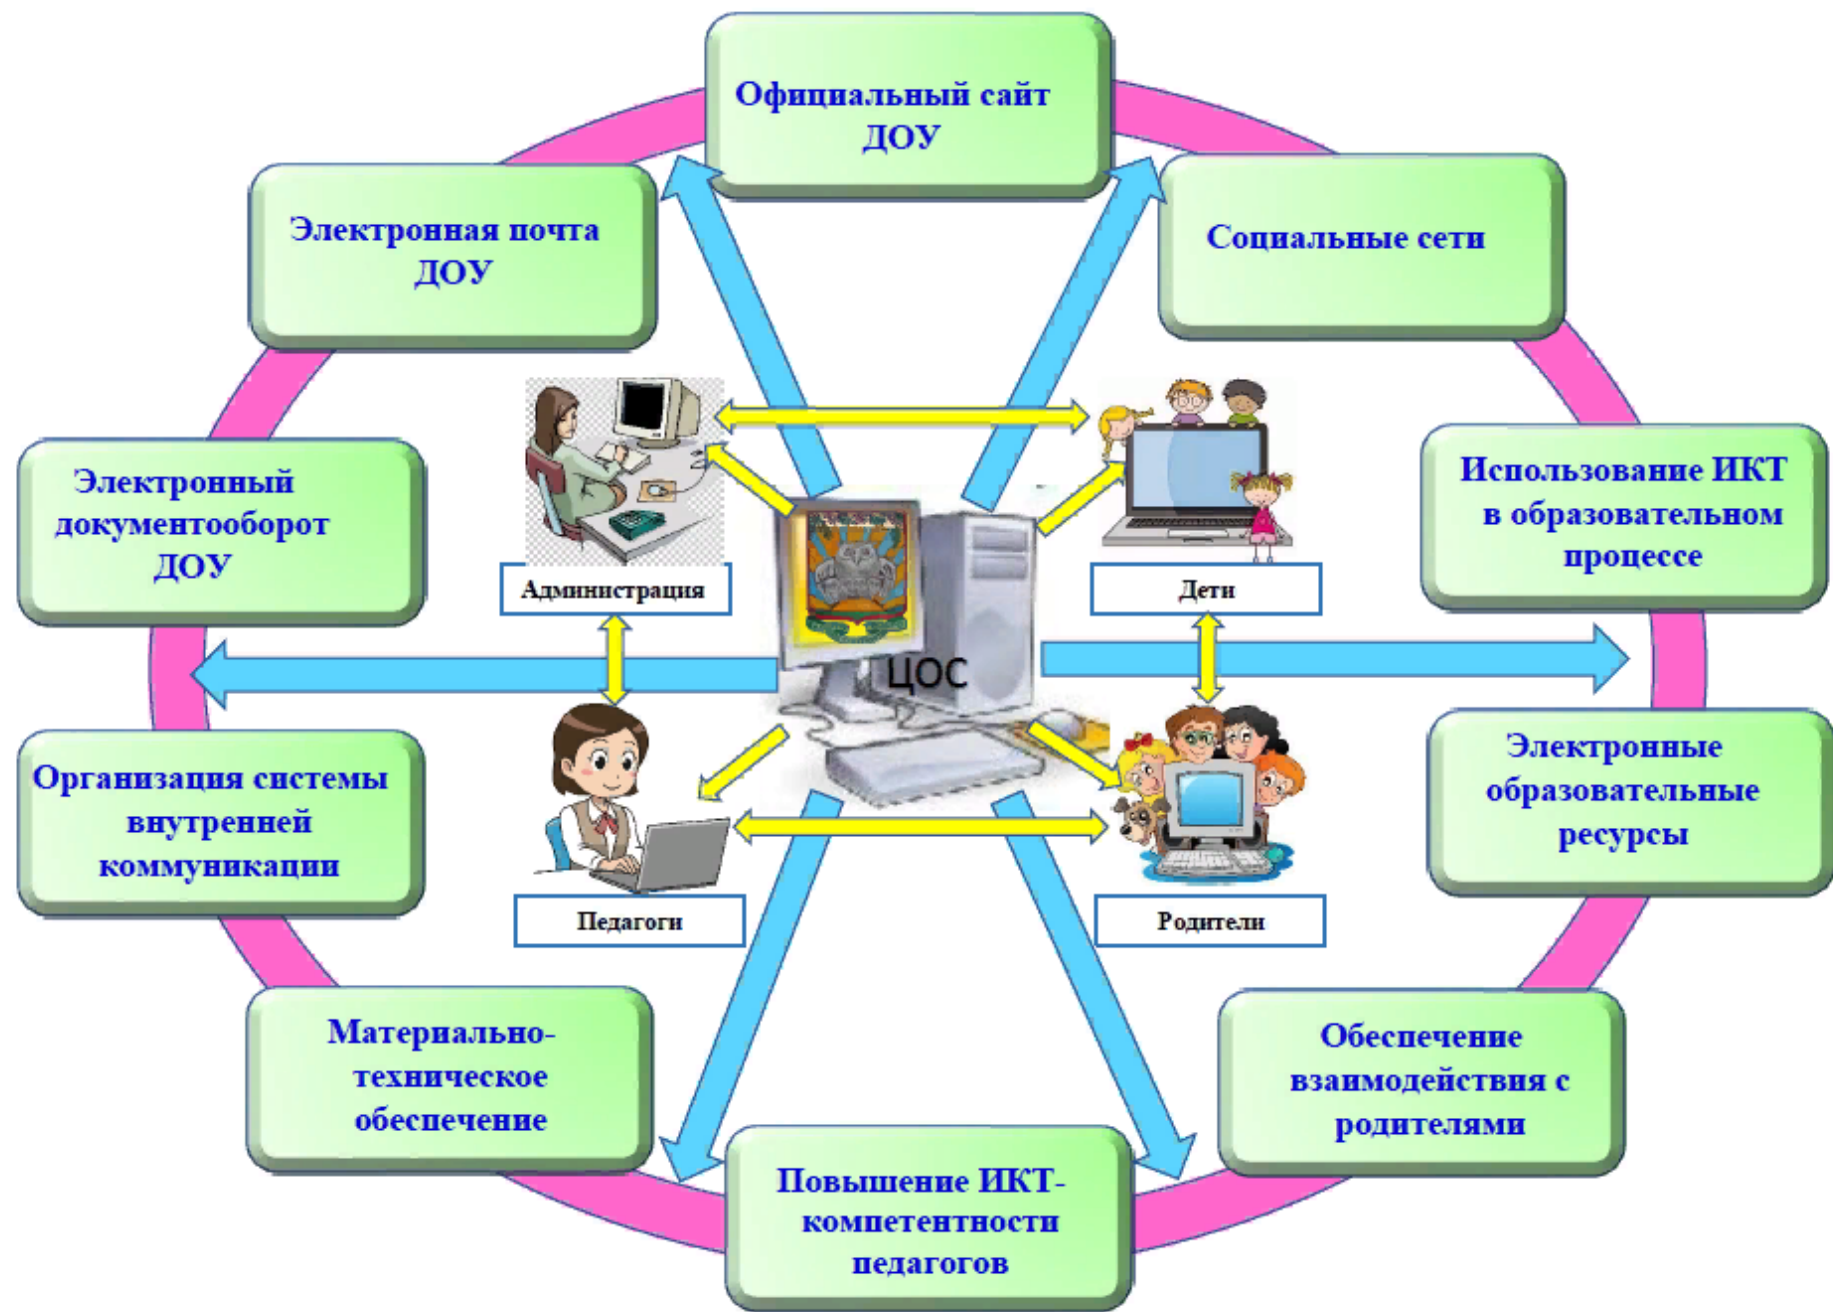 Официальный сайт
ДОУ
Электронная почта
ДОУ
Социальные сети
Электронный
документооборот
ДОУ
Использование ИКТ
в образовательном
процессе
Администрация
Дети
ЦОС
Организация системы
внутренней
коммуникации
Электронные
образовательные
ресурсы
Педагоги
Родители
Материально-
техническое
обеспечение
Обеспечение
взаимодействия с
родителями
Повышение ИКТ-
компетентности
педагогов